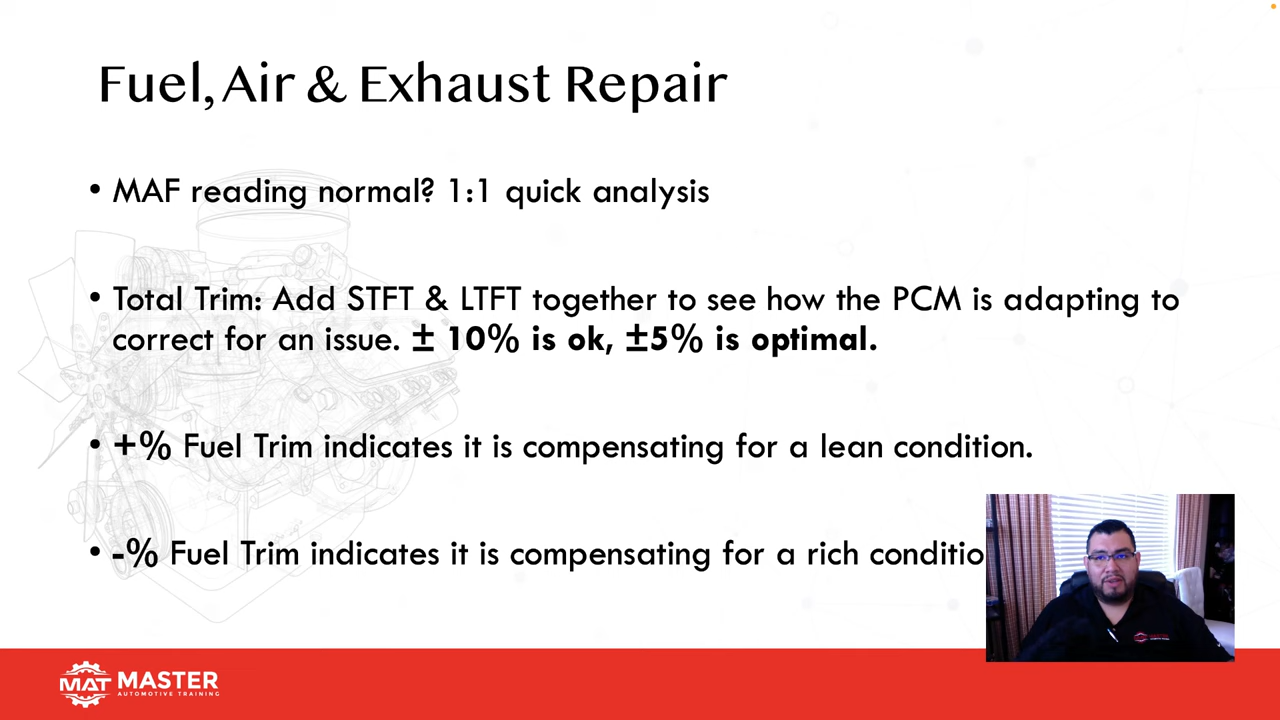 Fuel, Air & Exhaust Repair
• MAF reading normal? 1:1 quick analysis
• Total Trim: Add STFT & LTFT together to see how the PCM is adapting to
correct for an issue. ± 10% is ok, ±5% is optimal.
• +% Fuel Trim indicates it is compensating for a lean condition.
• -% Fuel Trim indicates it is compensating for a rich conditio
MAT MASTER
AUTOMOTIVE TRAINING